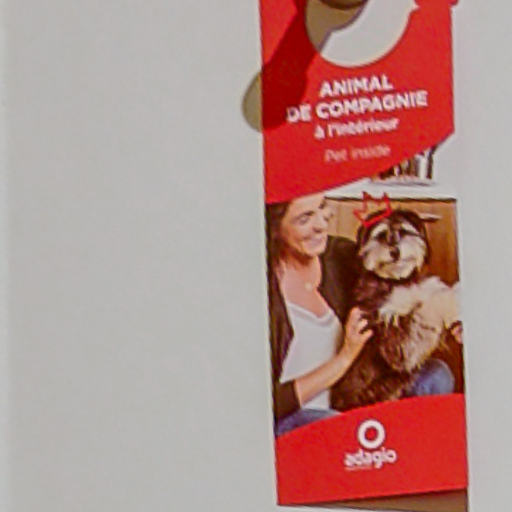 ANIMAL
DE COMPAGNIE
à l'intérieur
Pet inside
adagio